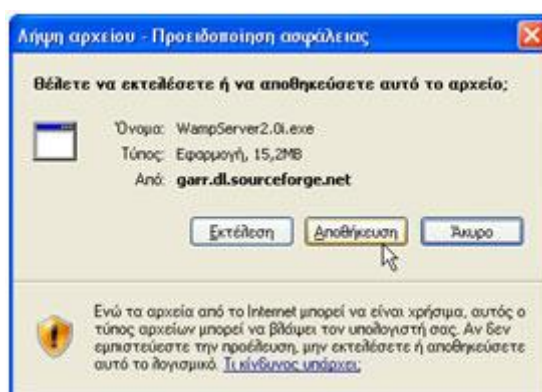 Λήψη αρχείου - Προειδοποίηση ασφάλειας
Θέλετε να εκτελέσετε ή να αποθηκεύσετε αυτό το αρχείο;
Όνομα: WampServer2.0i.exe
Τύπος: Εφαρμογή, 15,2MB
Από: garr.dl.sourceforge.net
Εκτέλεση Αποθήκευση Άκυρο
Ενώ τα αρχεία από το Internet μπορεί να είναι χρήσιμα, αυτός ο
τύπος αρχείων μπορεί να βλάψει τον υπολογιστή σας. Αν δεν
εμπιστεύεστε την προέλευση, μην εκτελέσετε ή αποθηκεύσετε
αυτό το λογισμικό. Τι κίνδυνος υπάρχει;